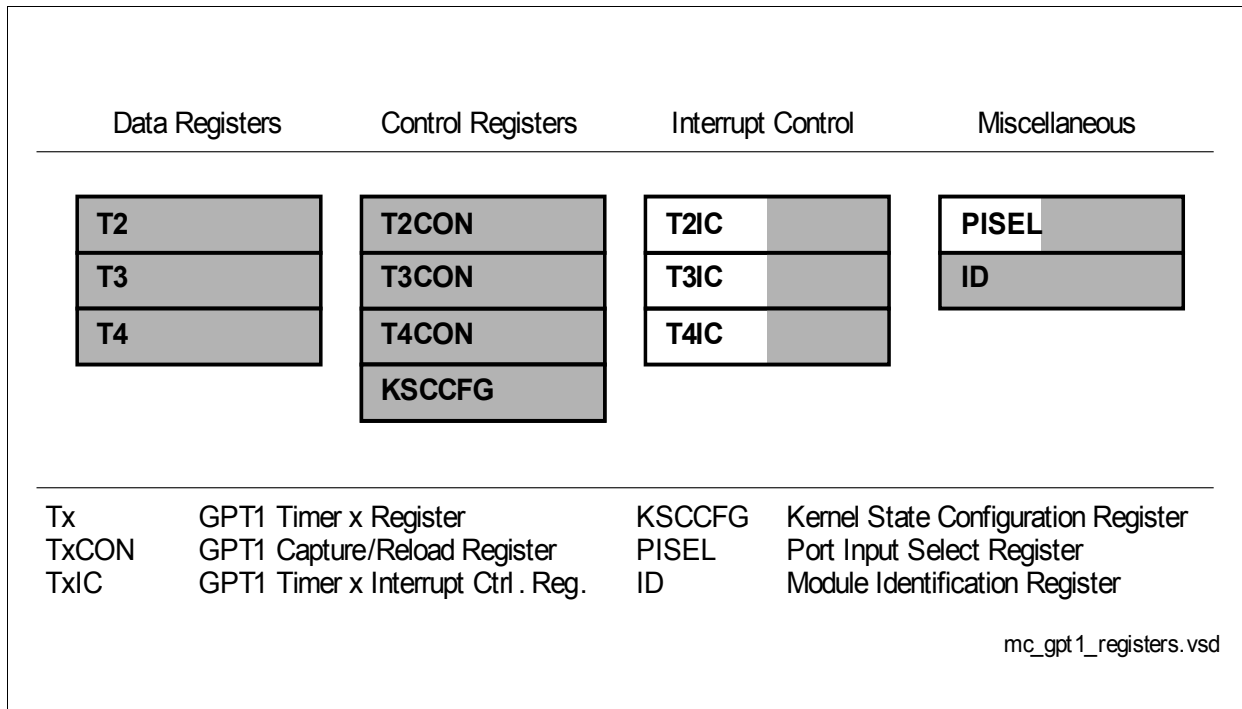 Data Registers Control Registers Interrupt Control Miscellaneous
T2 T2CON T2IC PISEL
T3 T3CON T3IC ID
T4 T4CON T4IC
KSCCFG
Tx GPT1 Timer x Register KSCCFG Kernel State Configuration Register
TxCON GPT1 Capture/Reload Register PISEL Port Input Select Register
TxIC GPT1 Timer x Interrupt Ctrl. Reg. ID Module Identification Register
mc_gpt1_registers.vsd